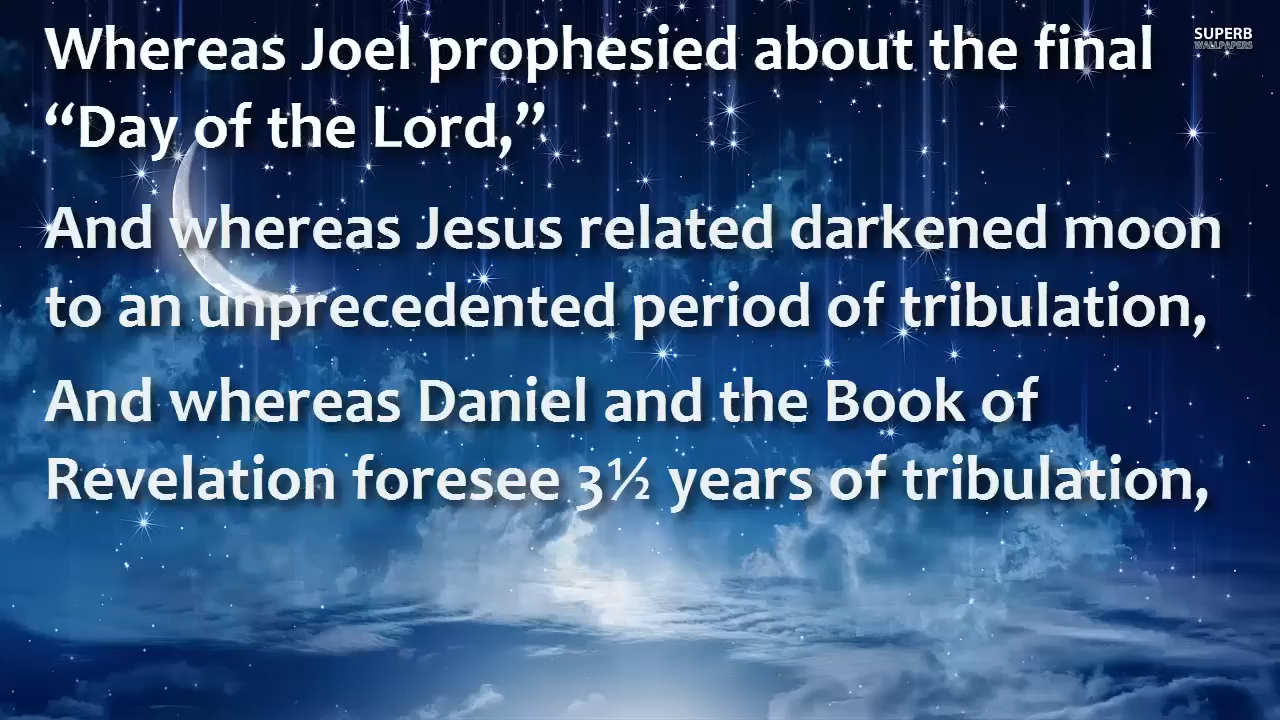 Whereas Joel prophesied about the final
“Day of the Lord,”
And whereas Jesus related darkened moon
to an unprecedented period of tribulation,
And whereas Daniel and the Book of
Revelation foresee 3½ years of tribulation,
SUPERB
WALLPAPERS